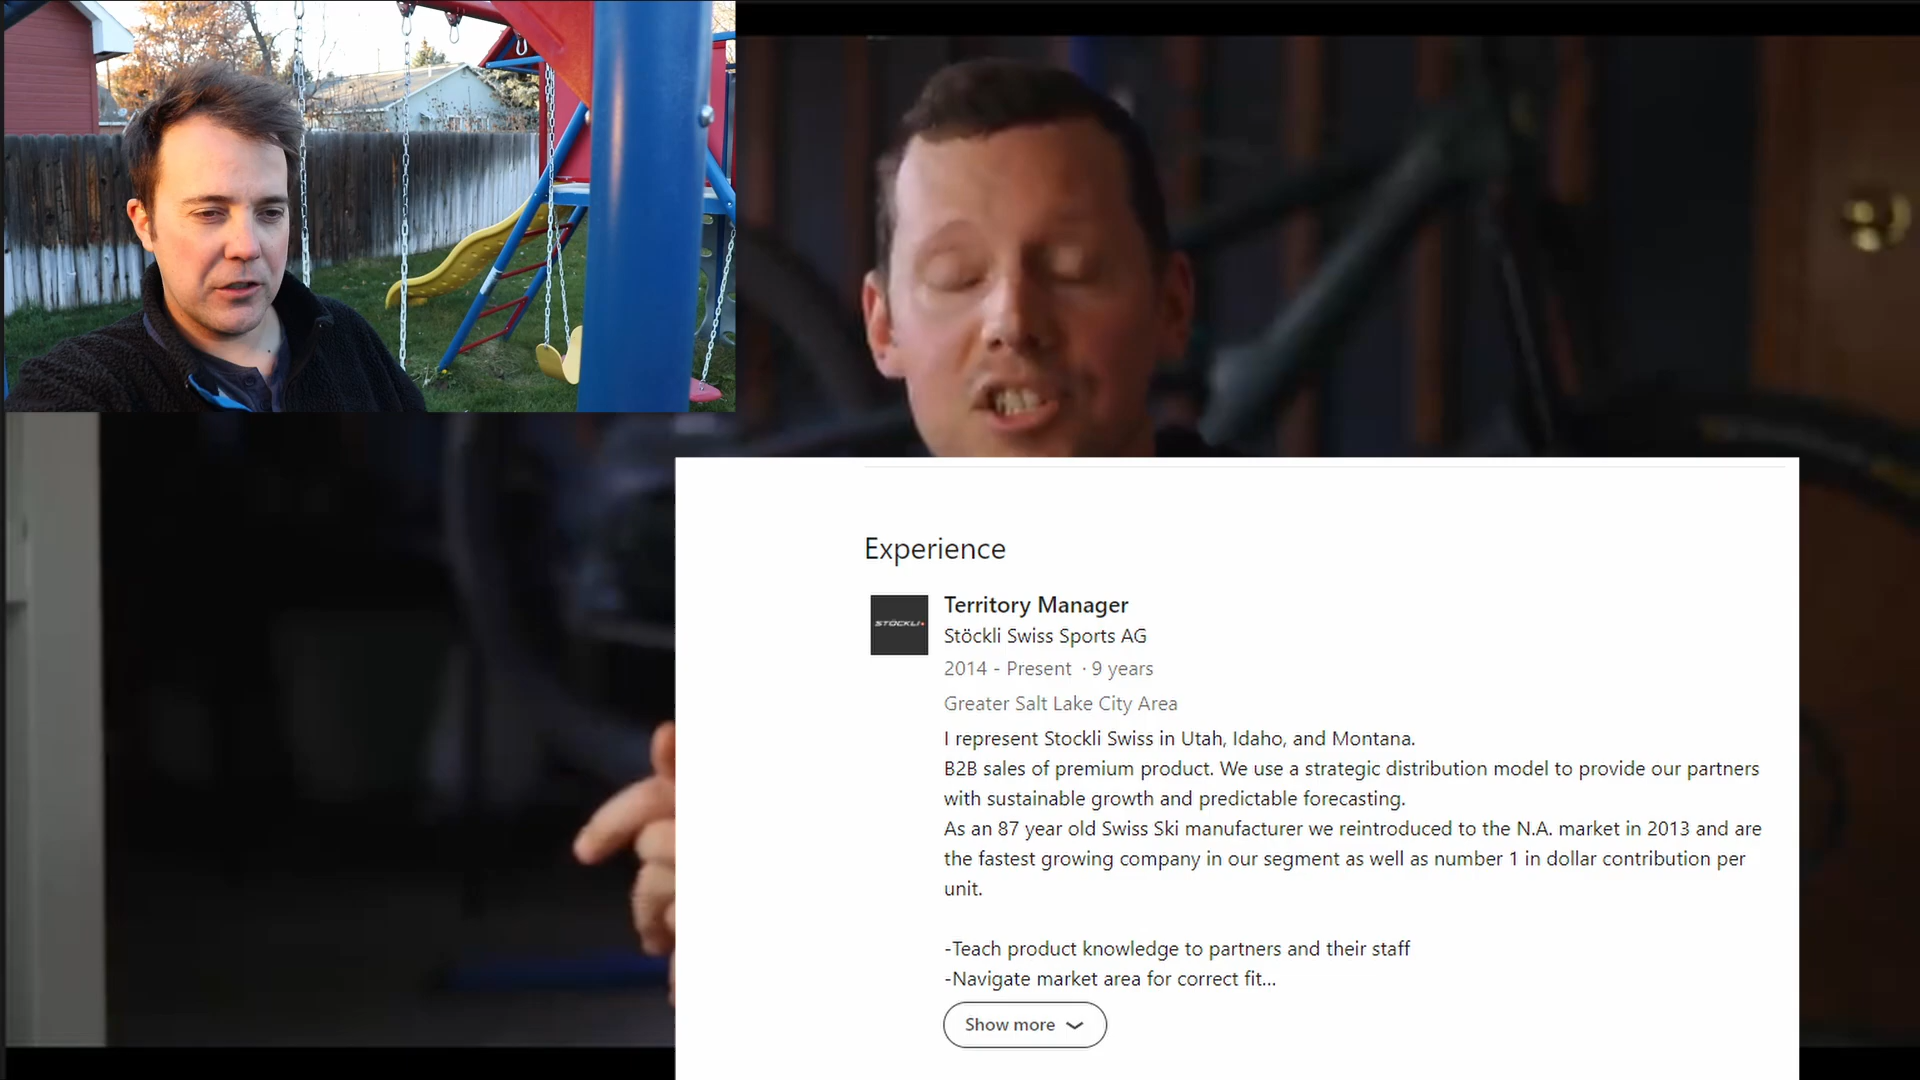 Experience
STÖCKLI
Territory Manager
Stöckli Swiss Sports AG
2014 - Present · 9 years
Greater Salt Lake City Area
I represent Stockli Swiss in Utah, Idaho, and Montana.
B2B sales of premium product. We use a strategic distribution model to provide our partners
with sustainable growth and predictable forecasting.
As an 87 year old Swiss Ski manufacturer we reintroduced to the N.A. market in 2013 and are
the fastest growing company in our segment as well as number 1 in dollar contribution per
unit.
-Teach product knowledge to partners and their staff
-Navigate market area for correct fit...
Show more